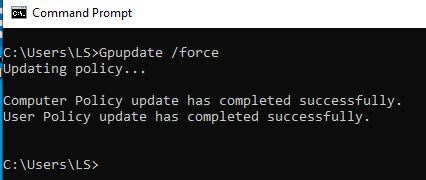 Command Prompt
C:\Users\LS>Gpupdate /force
Updating policy...
Computer Policy update has completed successfully.
User Policy update has completed successfully.
C:\Users\LS>